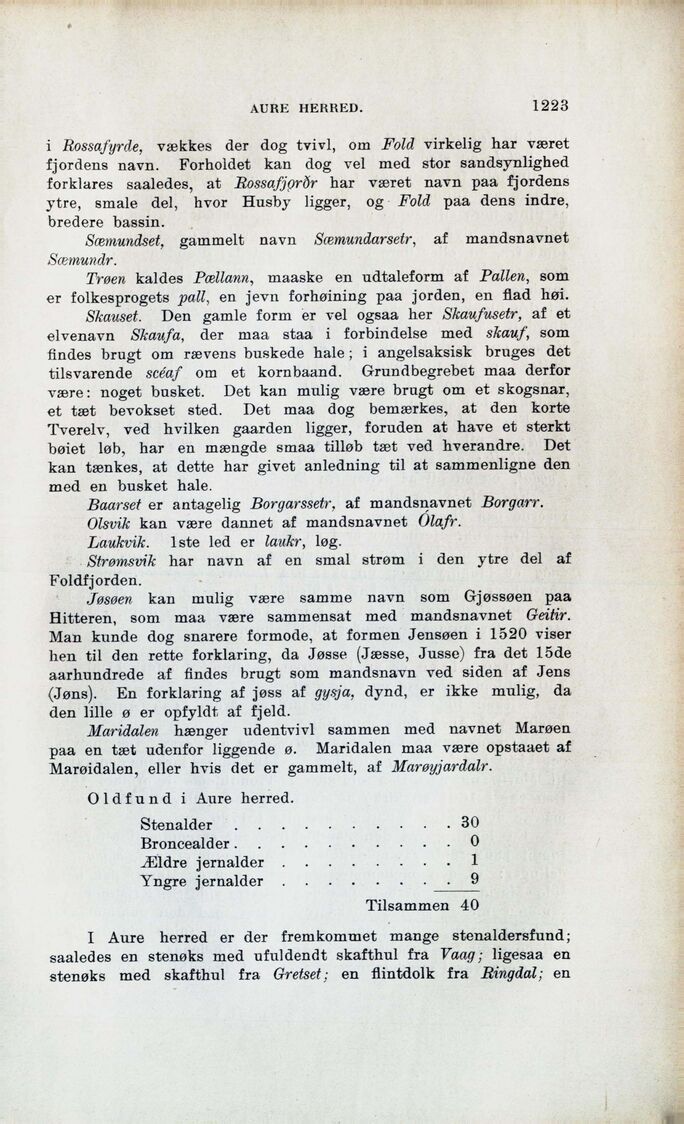 AURE HERRED. 1223
i Rossafyrde, vækkes der dog tvivl, om Fold virkelig har været
fjordens navn. Forholdet kan dog vel med stor sandsynlighed
forklares saaledes, at Rossafjǫrðr har været navn paa fjordens
ytre, smale del, hvor Husby ligger, og Fold paa dens indre,
bredere bassin.
Sæmundset, gammelt navn Sæmundarsetr, af mandsnavnet
Sæmundr.
Trøen kaldes Pællann, maaske en udtaleform af Pallen, som
er folkesprogets pall, en jevn forhøining paa jorden, en flad høi.
Skauset. Den gamle form er vel ogsaa her Skaufusetr, af et
elvenavn Skaufa, der maa staa i forbindelse med skauf, som
findes brugt om rævens buskede hale; i angelsaksisk bruges det
tilsvarende scéaf om et kornbaand. Grundbegrebet maa derfor
være: noget busket. Det kan mulig være brugt om et skogsnar,
et tæt bevokset sted. Det maa dog bemærkes, at den korte
Tverelv, ved hvilken gaarden ligger, foruden at have et sterkt
bøiet løb, har en mængde smaa tilløb tæt ved hverandre. Det
kan tænkes, at dette har givet anledning til at sammenligne den
med en busket hale.
Baarset er antagelig Borgarssetr, af mandsnavnet Borgarr.
Olsvik kan være dannet af mandsnavnet Ólafr.
Laukvik. 1ste led er laukr, løg.
Strømsvik har navn af en smal strøm i den ytre del af
Foldfjorden.
Jøsøen kan mulig være samme navn som Gjøssøen paa
Hitteren, som maa være sammensat med mandsnavnet Geitir.
Man kunde dog snarere formode, at formen Jensøen i 1520 viser
hen til den rette forklaring, da Jøsse (Jæsse, Jusse) fra det 15de
aarhundrede af findes brugt som mandsnavn ved siden af Jens
(Jøns). En forklaring af jøss af gysja, dynd, er ikke mulig, da
den lille ø er opfyldt af fjeld.
Maridalen hænger udentvivl sammen med navnet Marøen
paa en tæt udenfor liggende ø. Maridalen maa være opstaaet af
Marøidalen, eller hvis det er gammelt, af Marøyjardalr.
Oldfund i Aure herred.
Stenalder . . . . . . . . . . 30
Broncealder . . . . . . . . . 0
Ældre jernalder . . . . . . . 1
Yngre jernalder . . . . . . . 9
Tilsammen 40
I Aure herred er der fremkommet mange stenaldersfund;
saaledes en stenøks med ufuldendt skafthul fra Vaag; ligesaa en
stenøks med skafthul fra Gretset; en flintdolk fra Ringdal; en